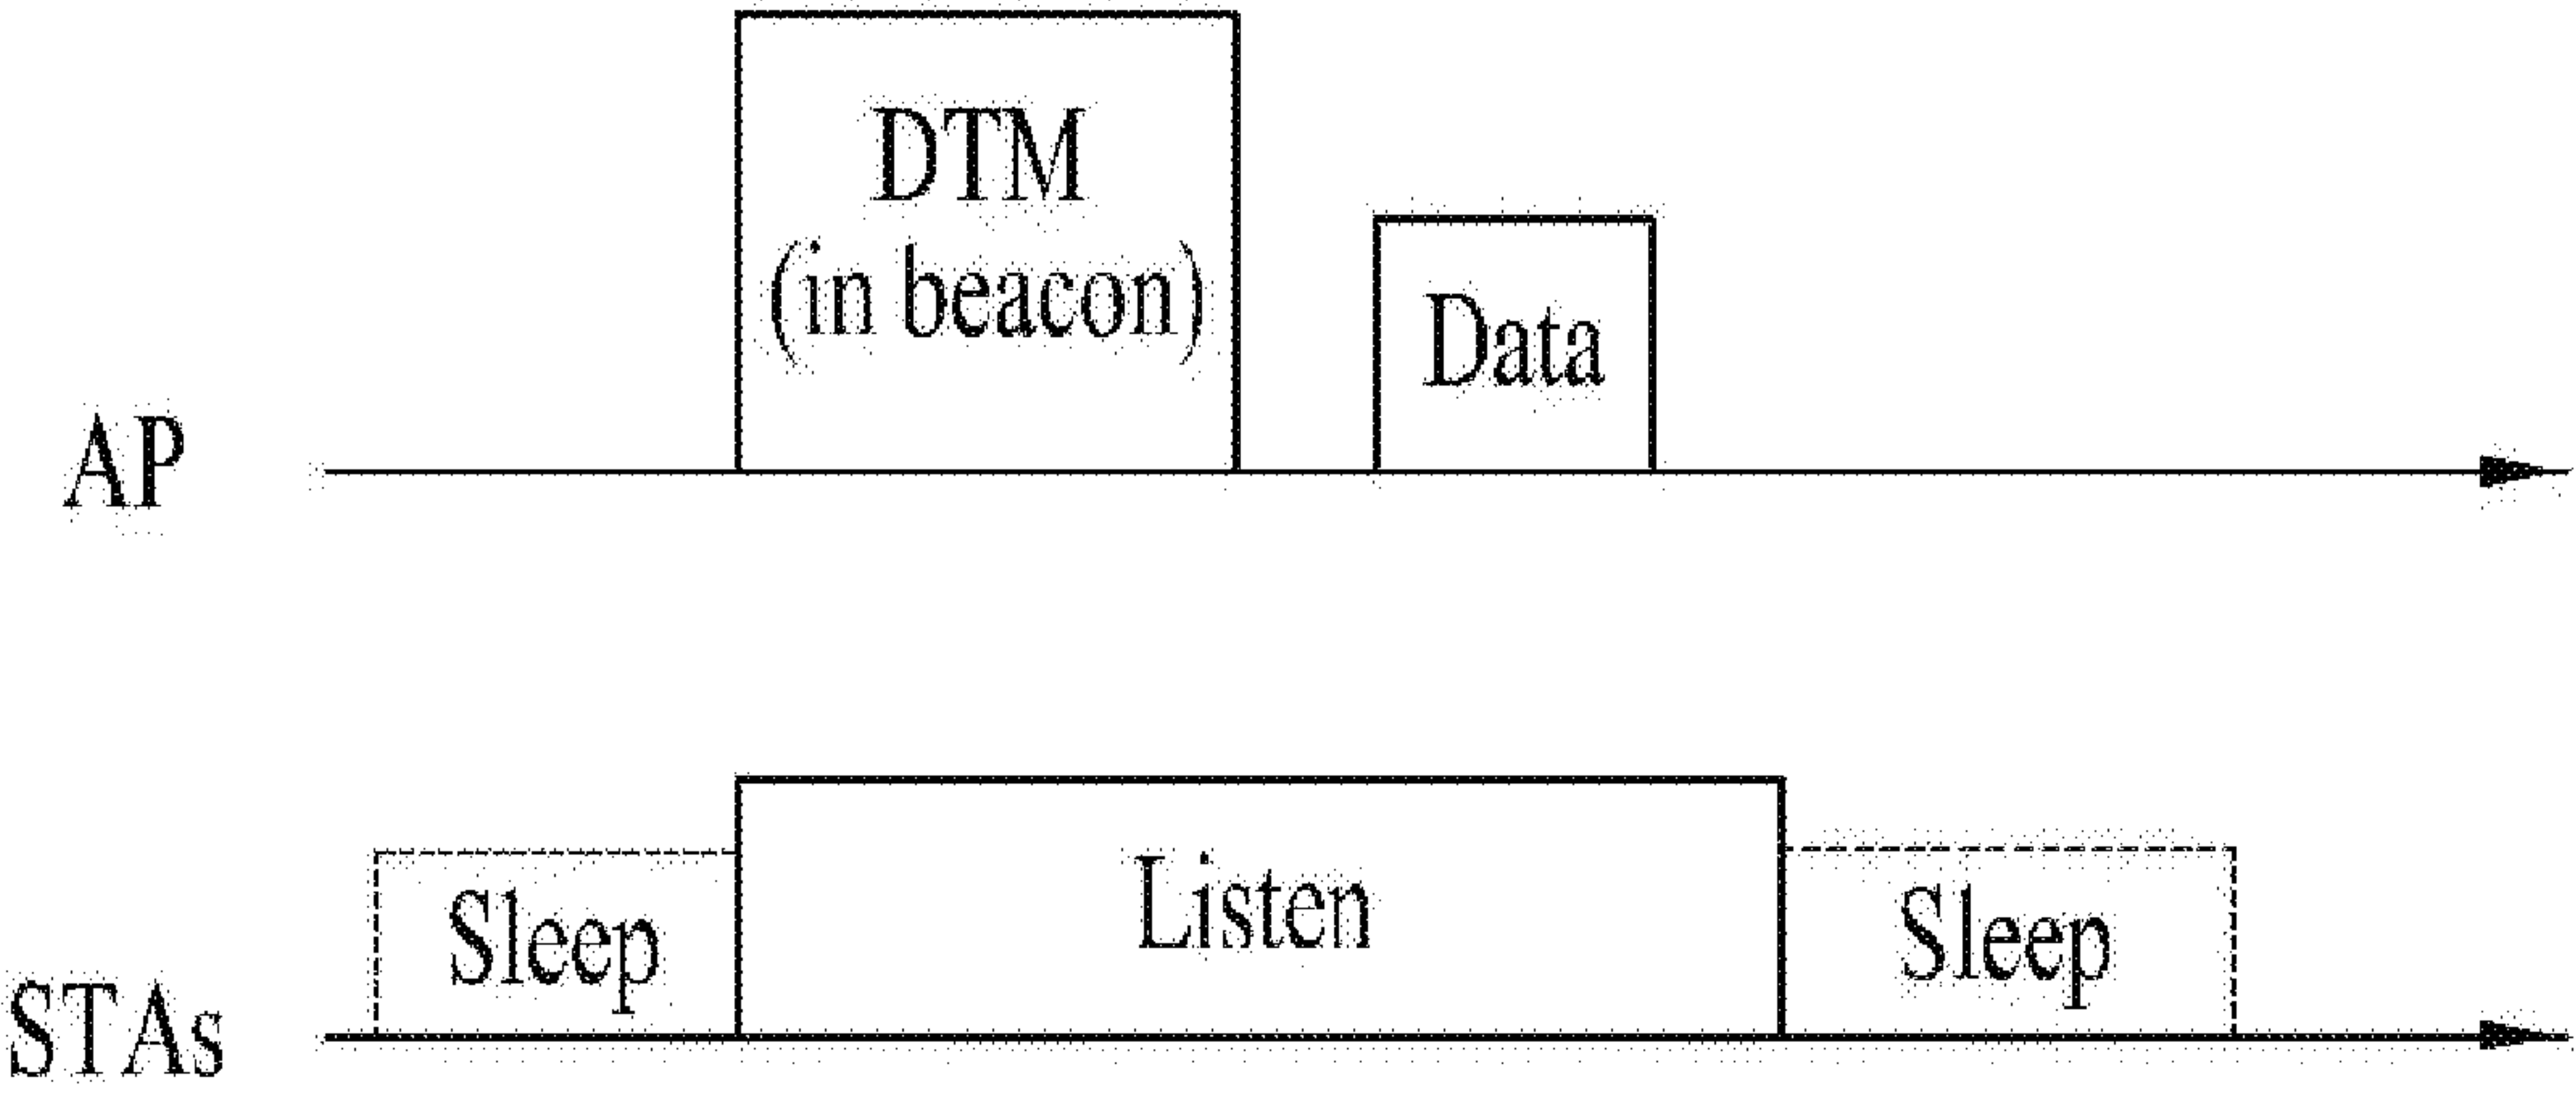 DTM
(in beacon)
Data
AP
Sleep
Listen
Sleep
STAs